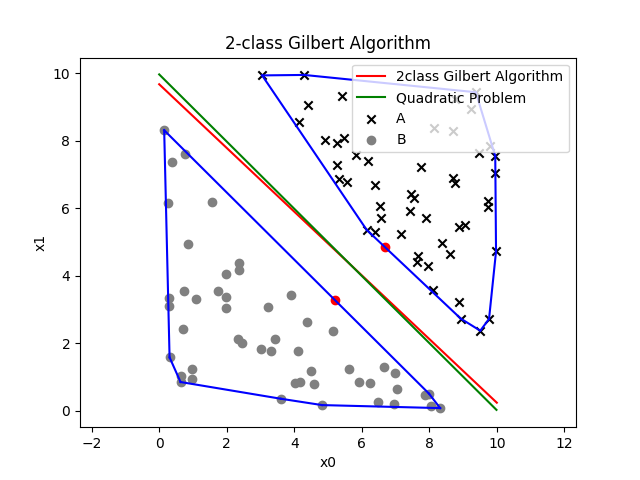 2-class Gilbert Algorithm
2class Gilbert Algorithm
Quadratic Problem
A
B
10
8
6
4
2
0
x1
−2
0
2
4
6
8
10
12
x0